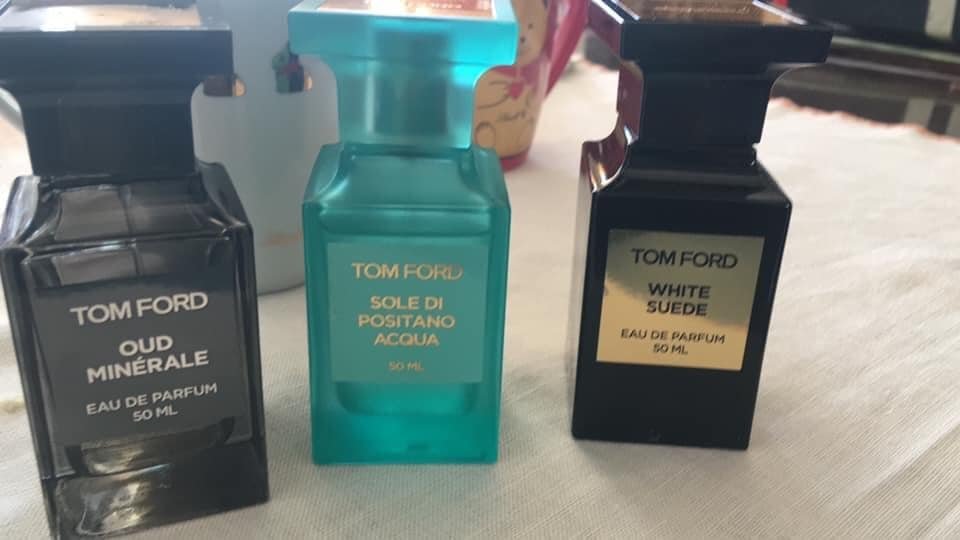 TOM FORD
OUD
MINÉRALE
EAU DE PARFUM
50 ML
TOM FORD
SOLE DI
POSITANO
ACQUA
50 ML
TOM FORD
WHITE
SUEDE
EAU DE PARFUM
50 ML